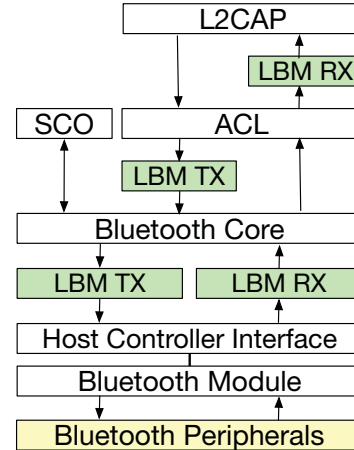 L2CAP
LBM RX
SCO
ACL
LBM TX
Bluetooth Core
LBM TX
LBM RX
Host Controller Interface
Bluetooth Module
Bluetooth Peripherals